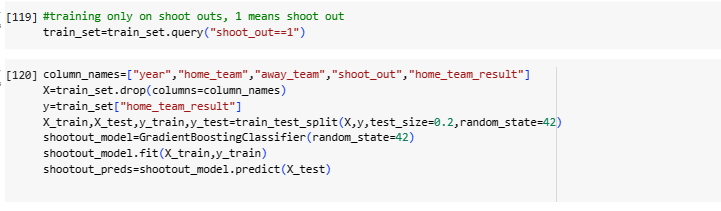 [119] #training only on shoot outs, 1 means shoot out
train_set=train_set.query("shoot_out==1")
[120] column_names=["year","home_team","away_team","shoot_out","home_team_result"]
X=train_set.drop(columns=column_names)
y=train_set["home_team_result"]
X_train,X_test,y_train,y_test=train_test_split(X,y,test_size=0.2,random_state=42)
shootout_model=GradientBoostingClassifier(random_state=42)
shootout_model.fit(X_train,y_train)
shootout_preds=shootout_model.predict(X_test)